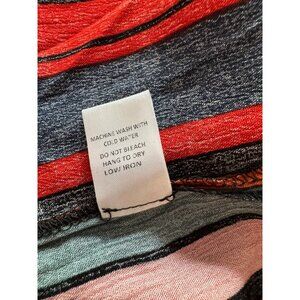 MACHINE WASH WITH
COLD WATER
DO NOT BLEACH
HANG TO DRY
LOW IRON